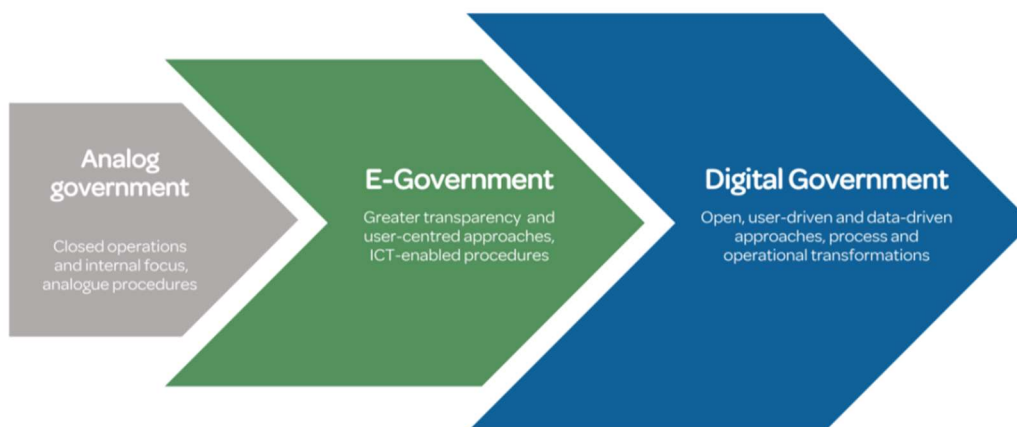 Analog
government
Closed operations
and internal focus,
analogue procedures
E-Government
Greater transparency and
user-centred approaches,
ICT-enabled procedures
Digital Government
Open, user-driven and data-driven
approaches, process and
operational transformations